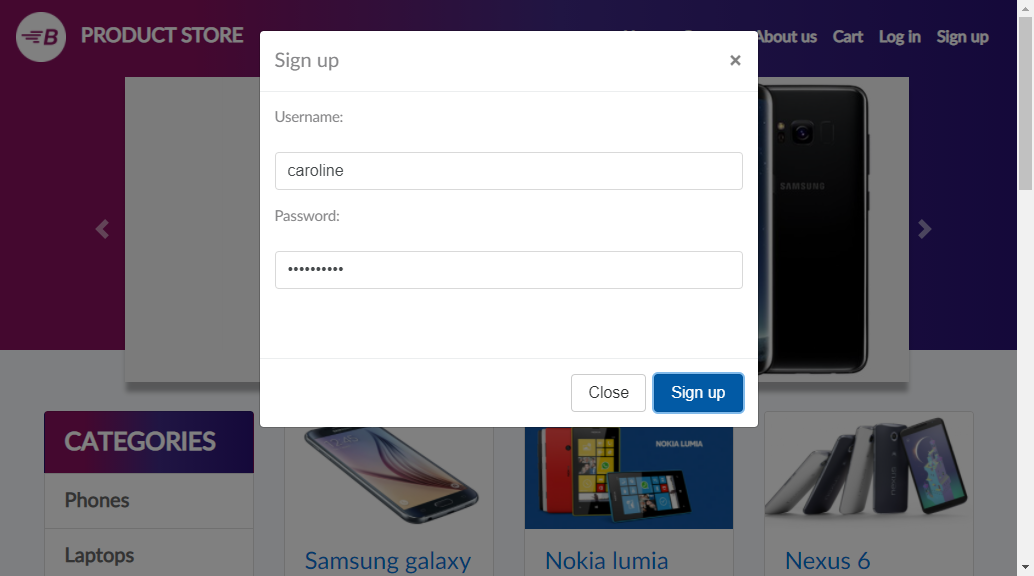 B PRODUCT STORE
About us Cart Log in Sign up
Sign up ×
Username:
caroline
Password:
••••••••••
Close Sign up
SAMSUNG
CATEGORIES
Phones
Laptops
NOKIA LUMIA
Samsung galaxy
Nokia lumia
Nexus 6